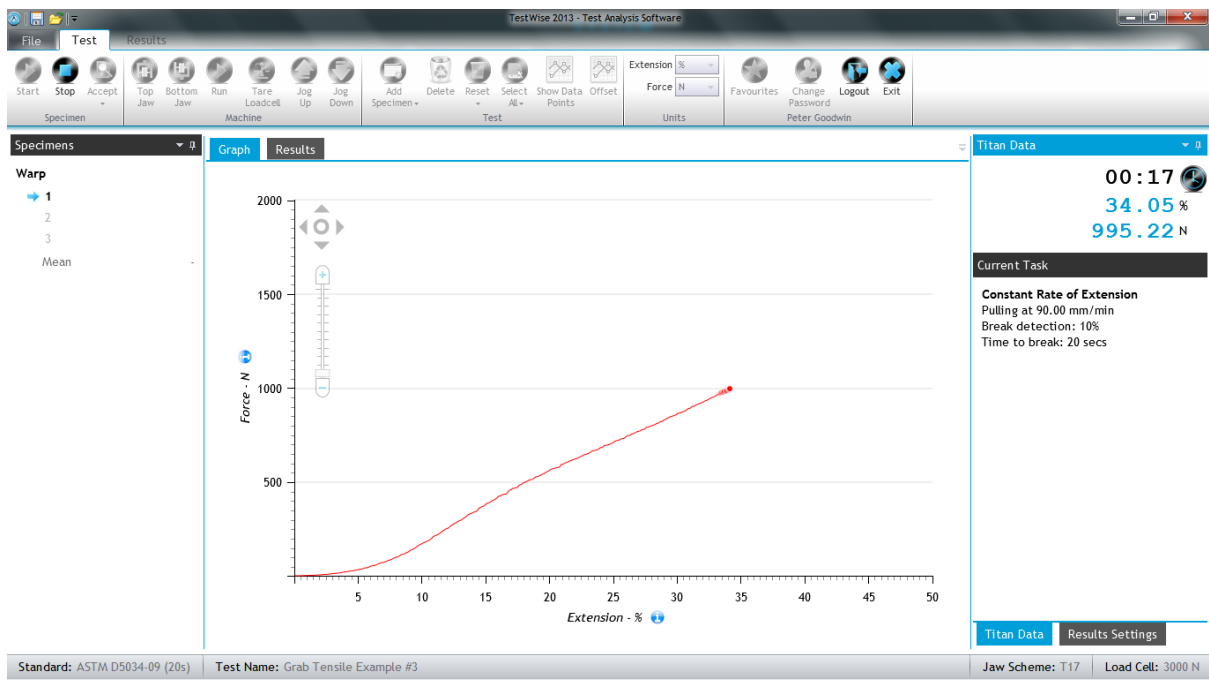 TestWise 2013 - Test Analysis Software
File Test Results
Start Stop Accept Top Jaw Bottom Jaw Run Tare Loadcell Jog Up Jog Down Add Specimen Delete Reset Select All Show Data Points Offset Extension % Force N Favourites Change Password Logout Exit
Specimen Machine Test Units Peter Goodwin
Specimens
Warp
1
2
3
Mean -
Graph Results
2000
1500
1000
500
Force - N
5 10 15 20 25 30 35 40 45 50
Extension - %
Titan Data
00:17
34.05 %
995.22 N
Current Task
Constant Rate of Extension
Pulling at 90.00 mm/min
Break detection: 10%
Time to break: 20 secs
Titan Data Results Settings
Standard: ASTM D5034-09 (20s) Test Name: Grab Tensile Example #3 Jaw Scheme: T17 Load Cell: 3000 N